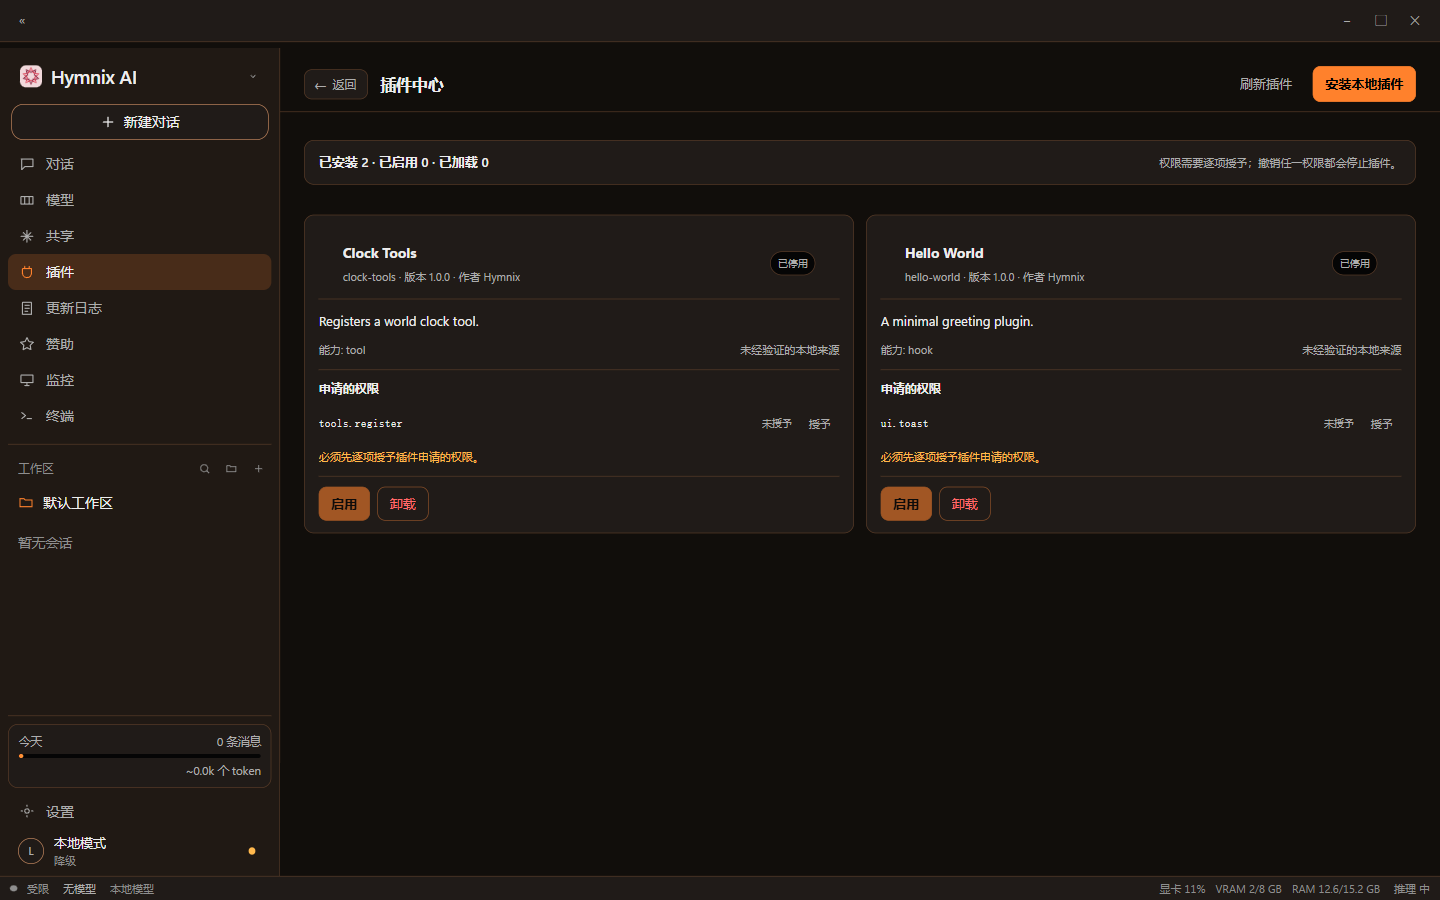 «
Hymnix AI
新建对话
对话
模型
共享
插件
更新日志
赞助
监控
终端
工作区
默认工作区
暂无会话
今天 0 条消息
~0.0k 个 token
设置
L 本地模式
降级
← 返回 插件中心 刷新插件 安装本地插件
已安装 2 · 已启用 0 · 已加载 0 权限需要逐项授予；撤销任一权限都会停止插件。
Clock Tools
clock-tools · 版本 1.0.0 · 作者 Hymnix
已停用
Registers a world clock tool.
能力: tool 未经验证的本地来源
申请的权限
tools.register 未授予 授予
必须先逐项授予插件申请的权限。
启用 卸载
Hello World
hello-world · 版本 1.0.0 · 作者 Hymnix
已停用
A minimal greeting plugin.
能力: hook 未经验证的本地来源
申请的权限
ui.toast 未授予 授予
必须先逐项授予插件申请的权限。
启用 卸载
受限 无模型 本地模型 显卡 11% VRAM 2/8 GB RAM 12.6/15.2 GB 推理 中